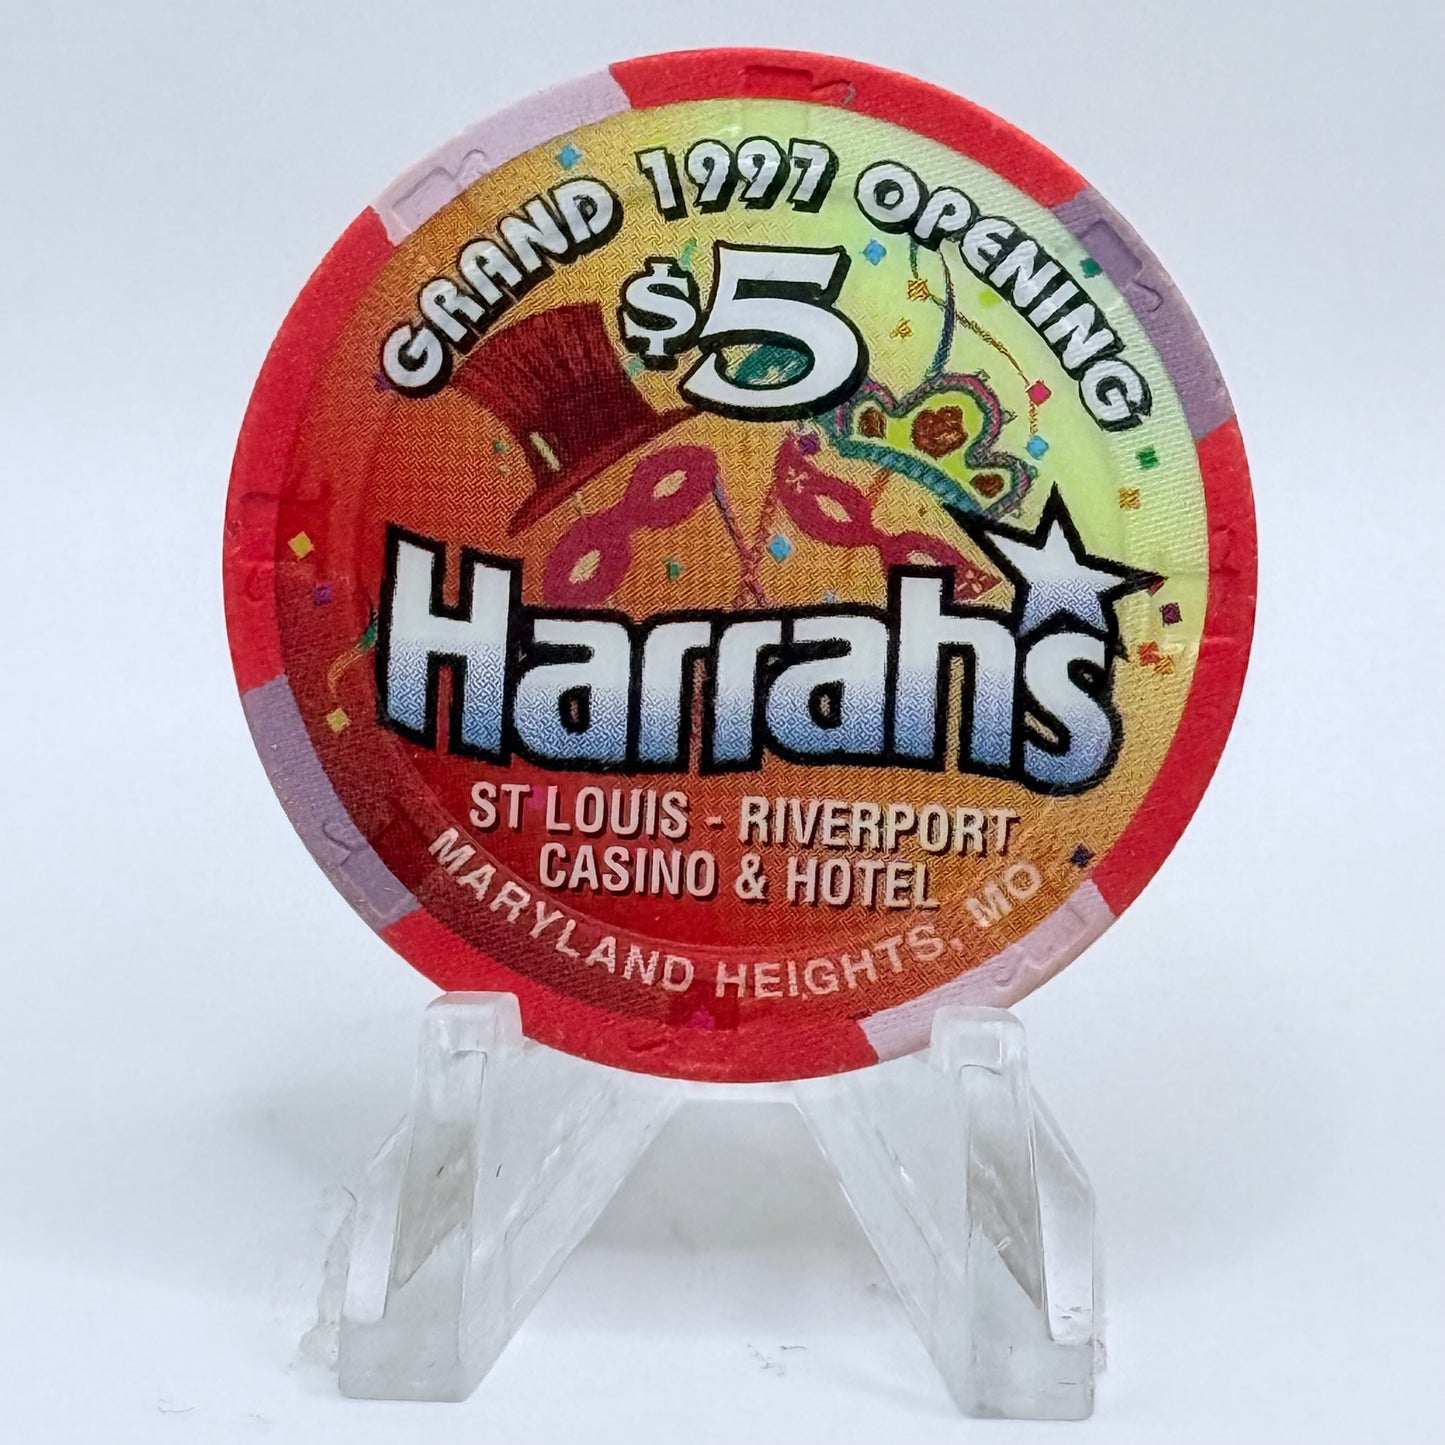 GRAND 1997 OPENING
$5
Harrah's
ST LOUIS - RIVERPORT
CASINO & HOTEL
MARYLAND HEIGHTS, MO